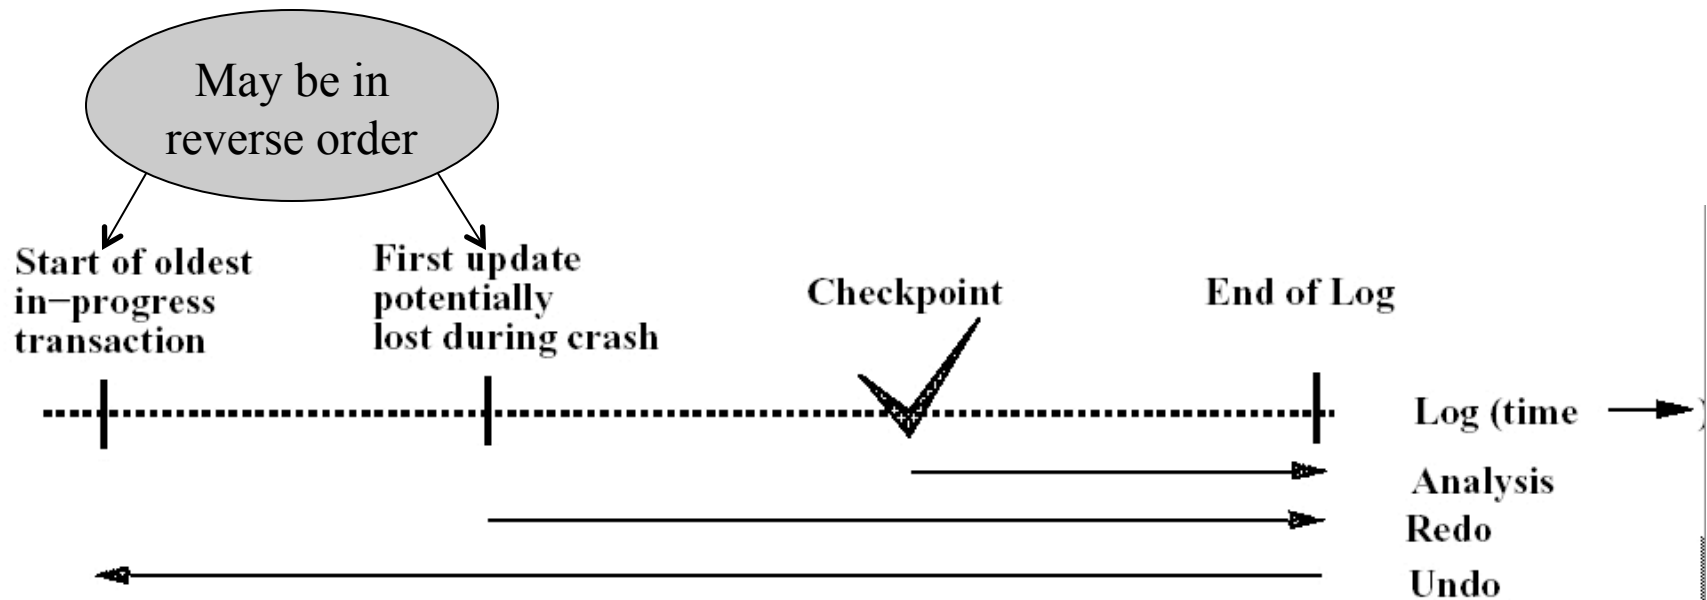 May be in
reverse order
Start of oldest
in−progress
transaction
First update
potentially
lost during crash
Checkpoint
End of Log
Log (time )
Analysis
Redo
Undo